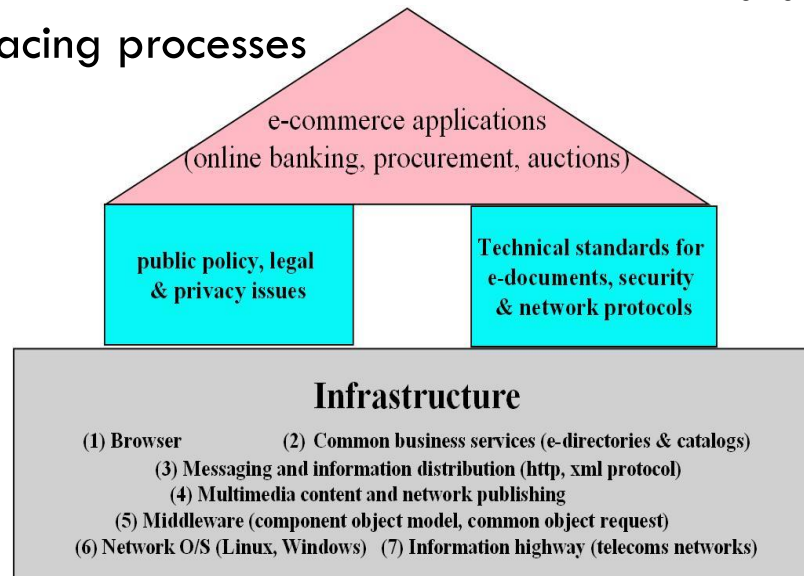 acing processes
e-commerce applications
(online banking, procurement, auctions)
public policy, legal
& privacy issues
Technical standards for
e-documents, security
& network protocols
Infrastructure
(1) Browser (2) Common business services (e-directories & catalogs)
(3) Messaging and information distribution (http, xml protocol)
(4) Multimedia content and network publishing
(5) Middleware (component object model, common object request)
(6) Network O/S (Linux, Windows) (7) Information highway (telecoms networks)